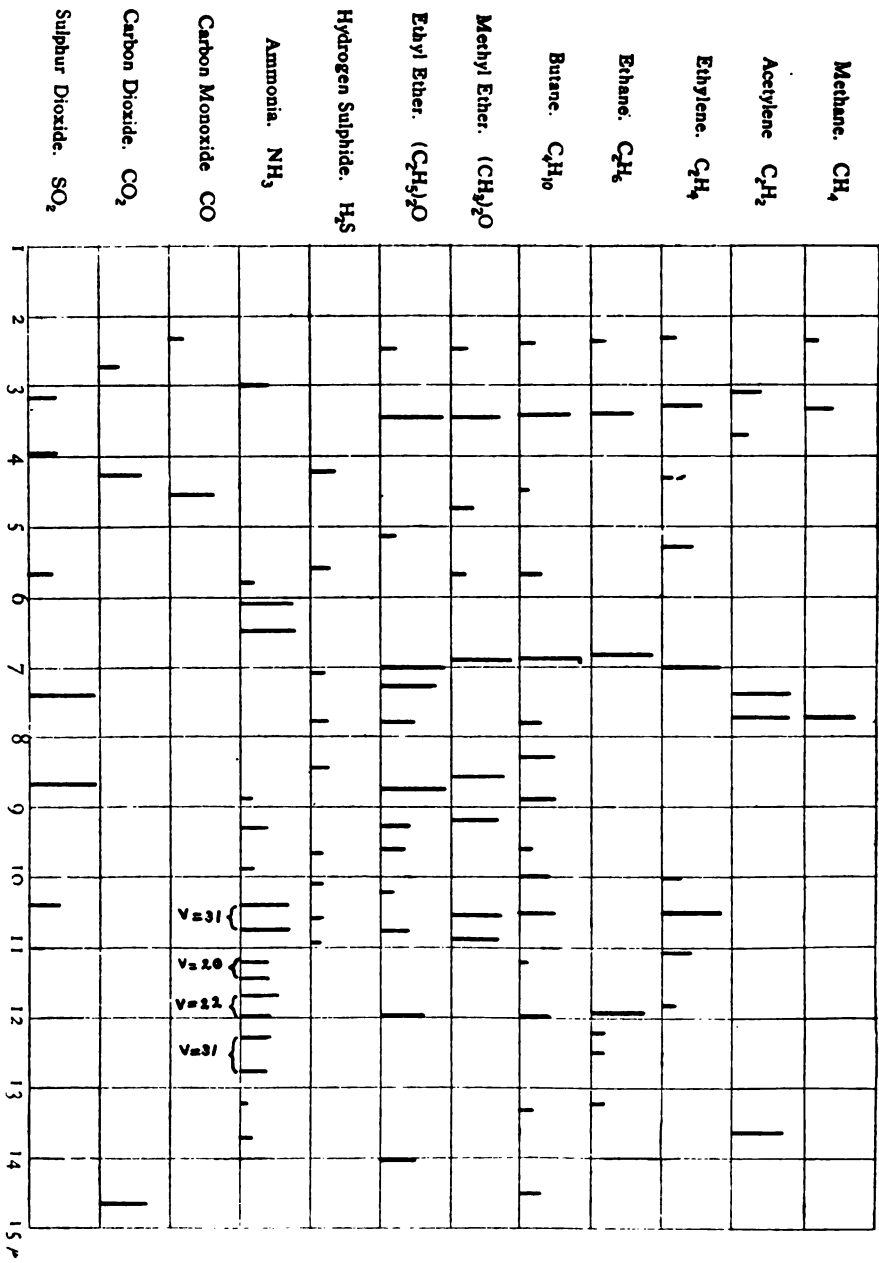 Methane. CH₄
Acetylene C₂H₂
Ethylene. C₂H₄
Ethane. C₂H₆
Butane. C₄H₁₀
Methyl Ether. (CH₃)₂O
Ethyl Ether. (C₂H₅)₂O
Hydrogen Sulphide. H₂S
Ammonia. NH₃
Carbon Monoxide CO
Carbon Dioxide. CO₂
Sulphur Dioxide. SO₂
1
2
3
4
5
6
7
8
9
10
11
12
13
14
15 μ
V=31
V=20
V=22
V=31